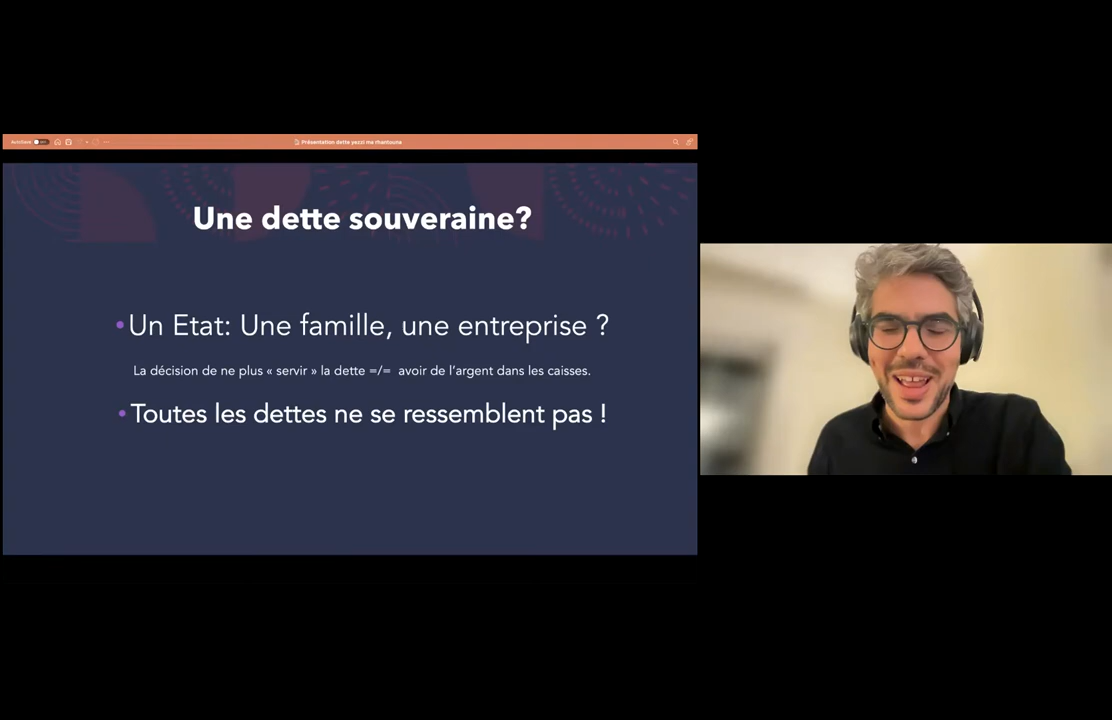 Présentation dette yezzi ma rhantouna
Une dette souveraine?
•Un Etat: Une famille, une entreprise ?
La décision de ne plus « servir » la dette =/= avoir de l’argent dans les caisses.
•Toutes les dettes ne se ressemblent pas !